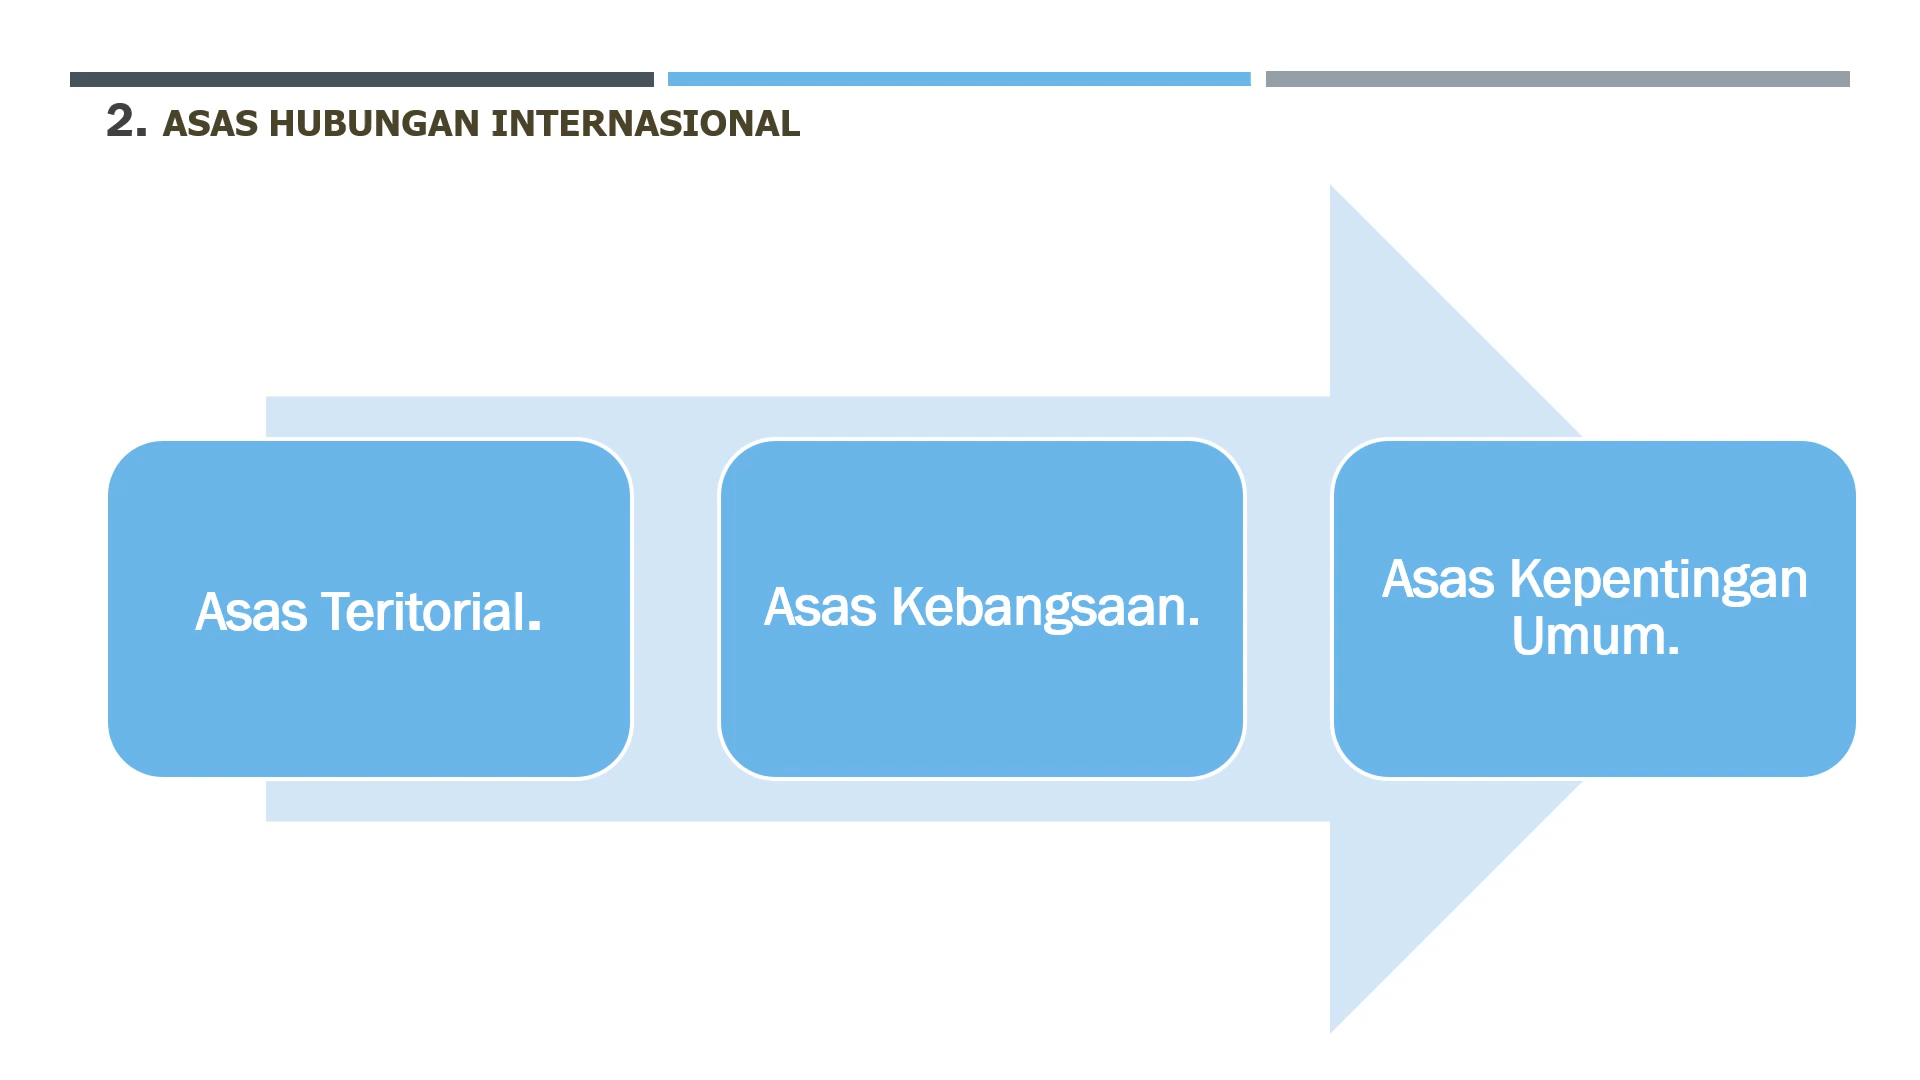 2. ASAS HUBUNGAN INTERNASIONAL
Asas Teritorial.
Asas Kebangsaan.
Asas Kepentingan
Umum.